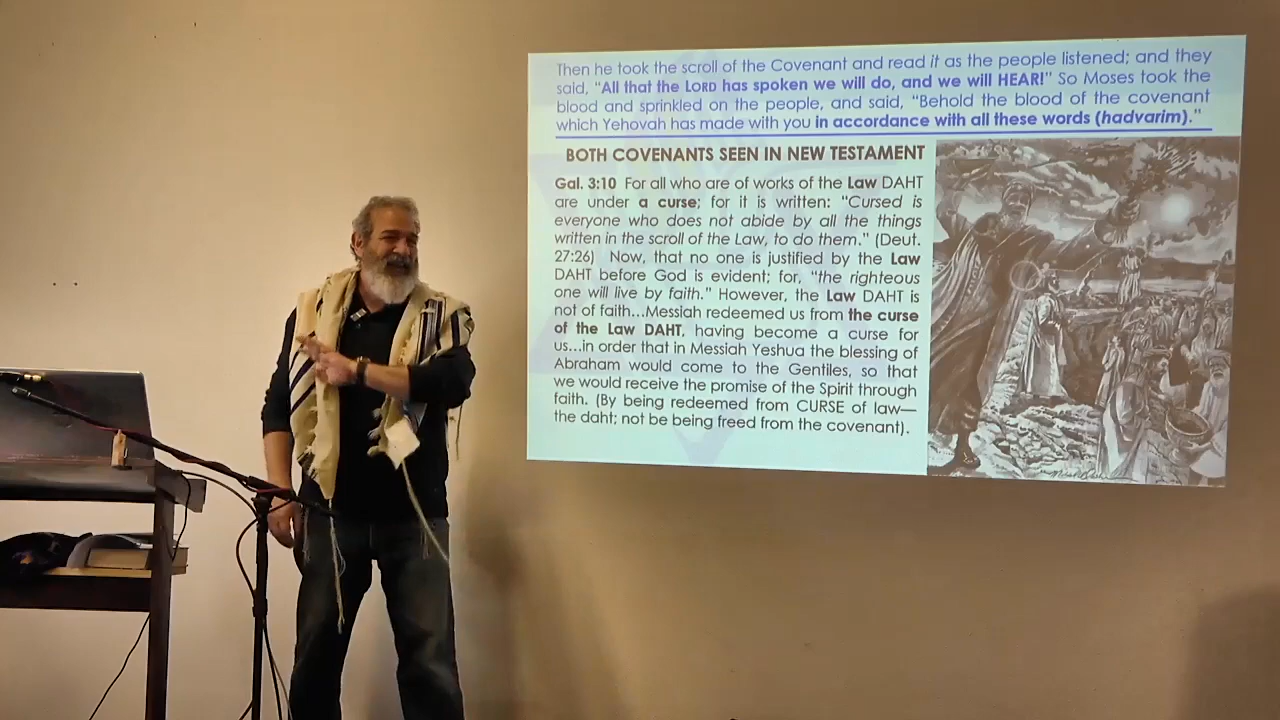 Then he took the scroll of the Covenant and read it as the people listened; and they
said, “All that the LORD has spoken we will do, and we will HEAR!” So Moses took the
blood and sprinkled on the people, and said, “Behold the blood of the covenant
which Yehovah has made with you in accordance with all these words (hadvarim).”
BOTH COVENANTS SEEN IN NEW TESTAMENT
Gal. 3:10 For all who are of works of the Law DAHT
are under a curse; for it is written: “Cursed is
everyone who does not abide by all the things
written in the scroll of the Law, to do them.” (Deut.
27:26) Now, that no one is justified by the Law
DAHT before God is evident; for, “the righteous
one will live by faith.” However, the Law DAHT is
not of faith...Messiah redeemed us from the curse
of the Law DAHT, having become a curse for
us...in order that in Messiah Yeshua the blessing of
Abraham would come to the Gentiles, so that
we would receive the promise of the Spirit through
faith. (By being redeemed from CURSE of law—
the daht; not be being freed from the covenant).